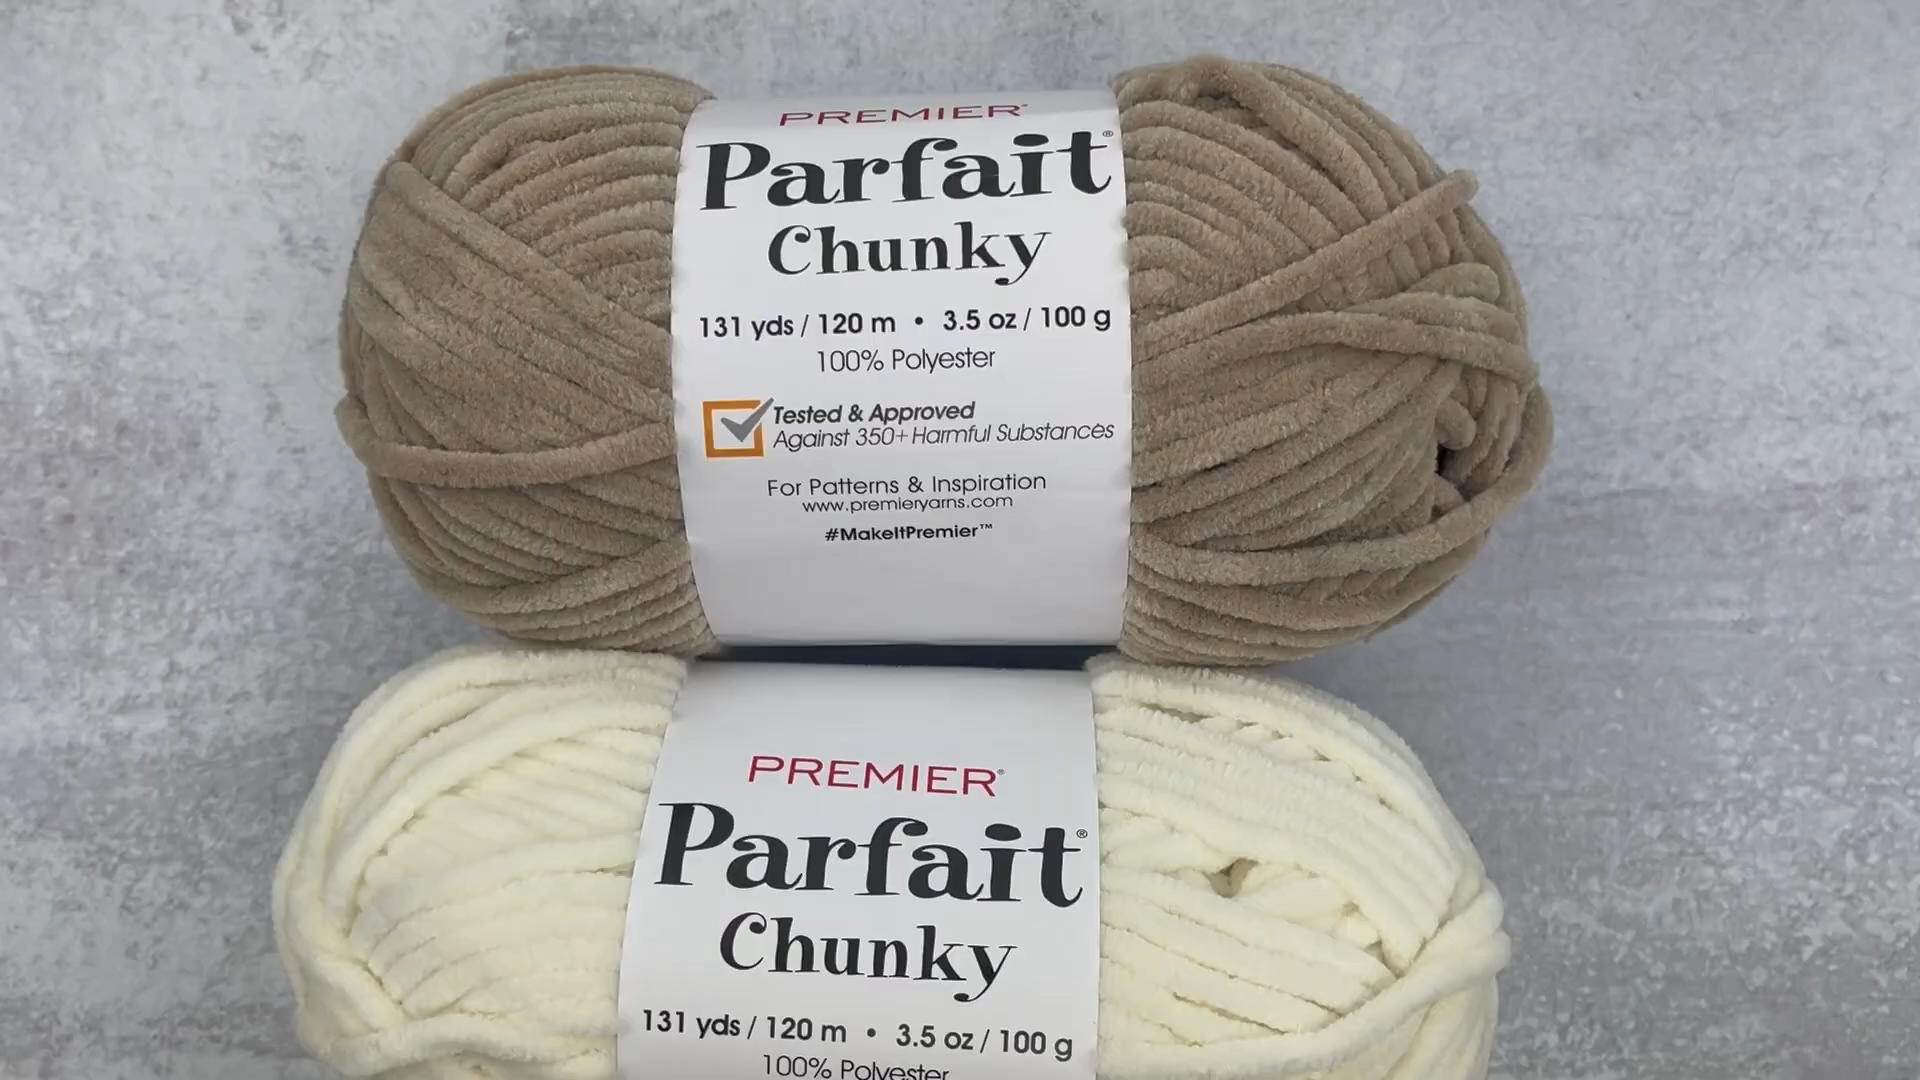 PREMIER®
Parfait®
Chunky
131 yds / 120 m • 3.5 oz / 100 g
100% Polyester
Tested & Approved
Against 350+ Harmful Substances
For Patterns & Inspiration
www.premieryarns.com
#MakeItPremier™
PREMIER®
Parfait®
Chunky
131 yds / 120 m • 3.5 oz / 100 g
100% Polyester